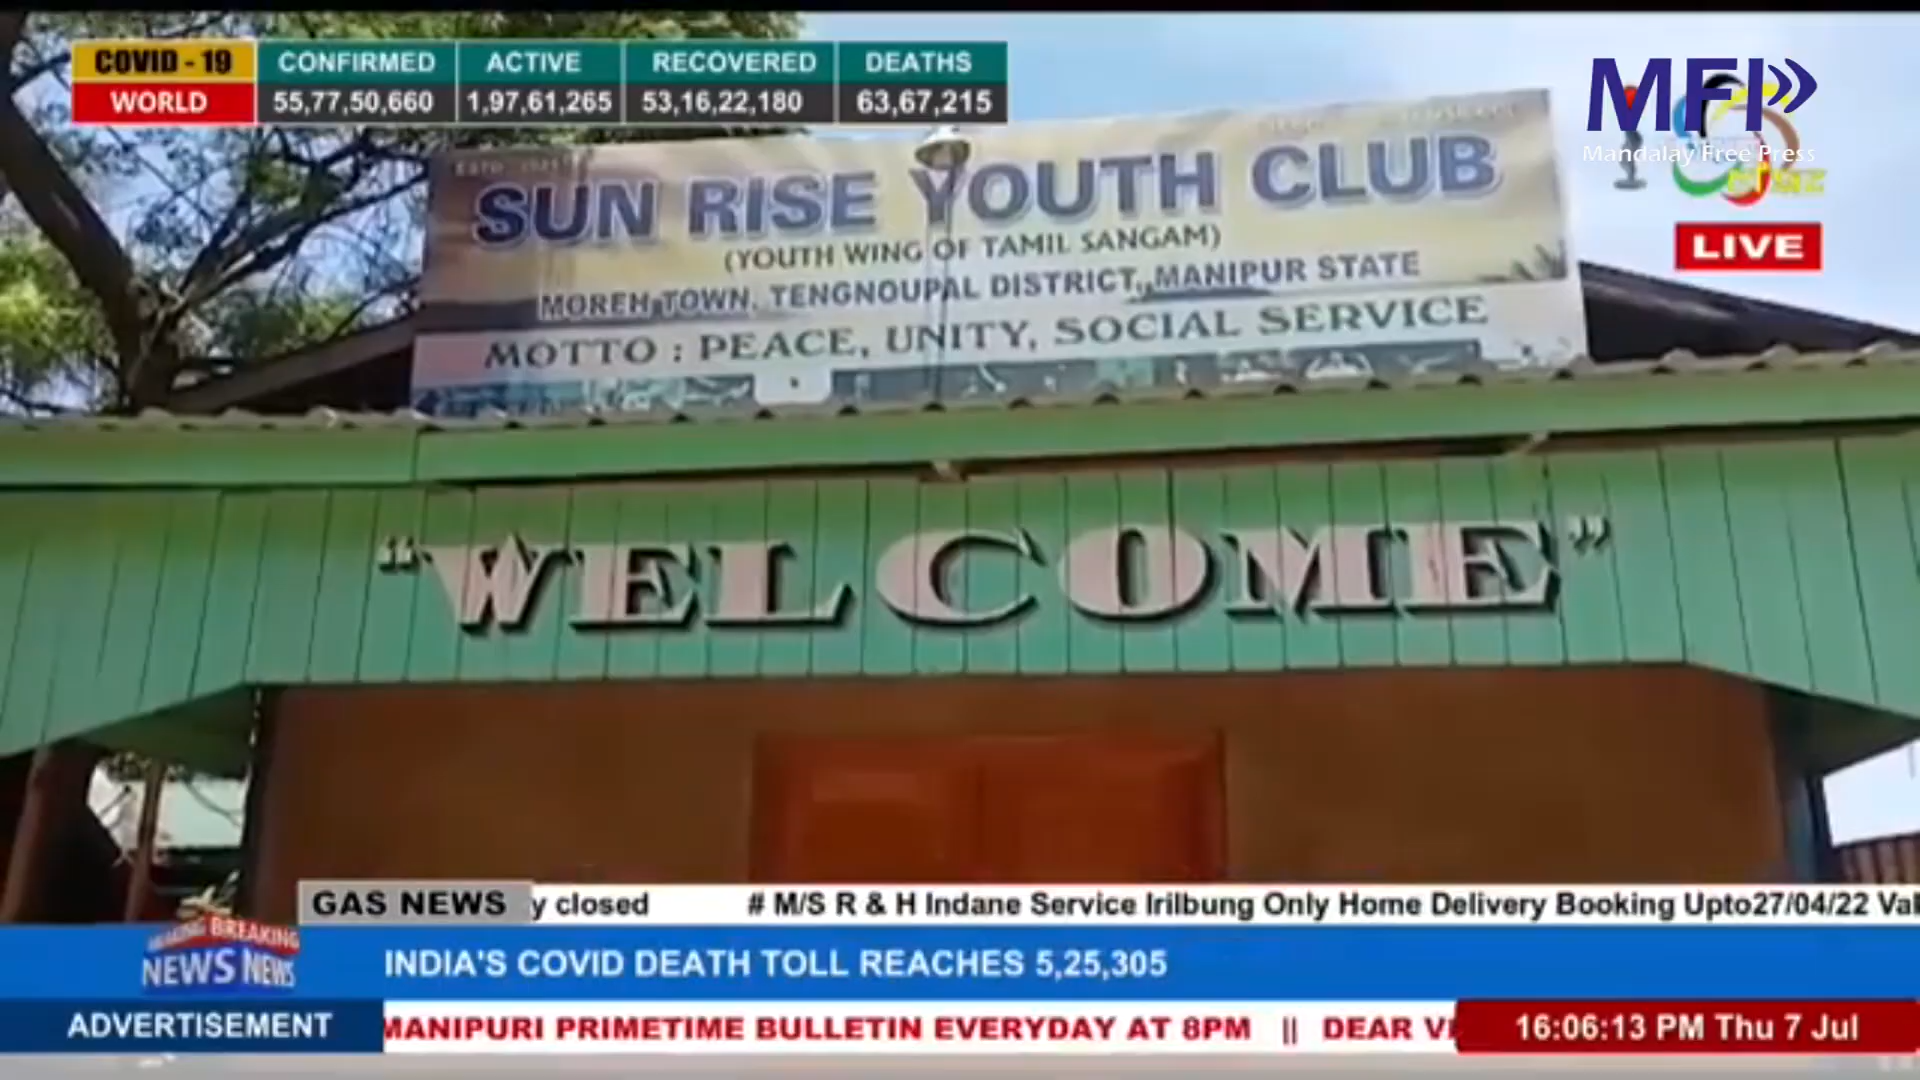 COVID - 19 CONFIRMED ACTIVE RECOVERED DEATHS
WORLD 55,77,50,660 1,97,61,265 53,16,22,180 63,67,215
MFI
Mandalay Free Press
LIVE
SUN RISE YOUTH CLUB
(YOUTH WING OF TAMIL SANGAM)
MOREH TOWN, TENGNOUPAL DISTRICT, MANIPUR STATE
MOTTO : PEACE, UNITY, SOCIAL SERVICE
"WELCOME"
GAS NEWS y closed # M/S R & H Indane Service Irilbung Only Home Delivery Booking Upto27/04/22 Val
BREAKING
NEWS NEWS
INDIA'S COVID DEATH TOLL REACHES 5,25,305
ADVERTISEMENT MANIPURI PRIMETIME BULLETIN EVERYDAY AT 8PM || DEAR VI 16:06:13 PM Thu 7 Jul